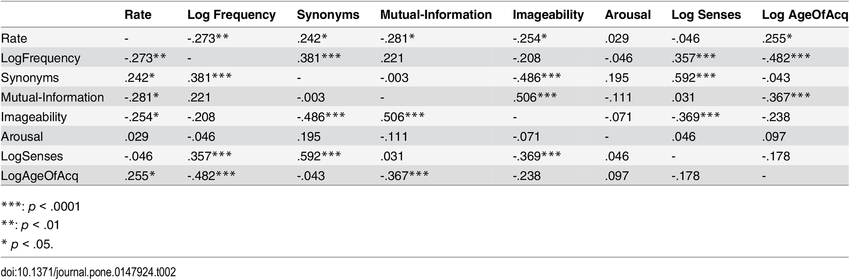 Rate Log Frequency Synonyms Mutual-Information Imageability Arousal Log Senses Log AgeOfAcq
Rate - -.273** .242* -.281* -.254* .029 -.046 .255*
LogFrequency -.273** - .381*** .221 -.208 -.046 .357*** -.482***
Synonyms .242* .381*** - -.003 -.486*** .195 .592*** -.043
Mutual-Information -.281* .221 -.003 - .506*** -.111 .031 -.367***
Imageability -.254* -.208 -.486*** .506*** - -.071 -.369*** -.238
Arousal .029 -.046 .195 -.111 -.071 - .046 .097
LogSenses -.046 .357*** .592*** .031 -.369*** .046 - -.178
LogAgeOfAcq .255* -.482*** -.043 -.367*** -.238 .097 -.178 -
***: p < .0001
**: p < .01
* p < .05.
doi:10.1371/journal.pone.0147924.t002